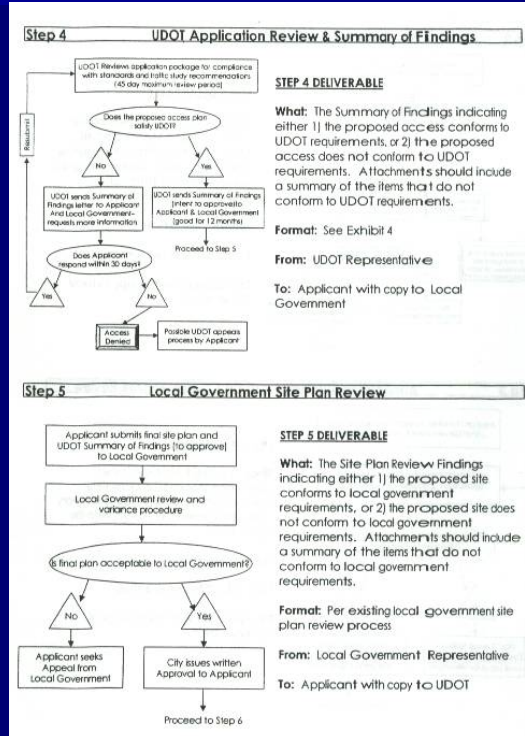 Step 4 UDOT Application Review & Summary of Findings
UDOT Reviews application package for compliance
with standards and traffic study recommendations
(45 day maximum review period)
Resubmit
Does the proposed access plan
satisfy UDOT?
No
Yes
UDOT sends Summary of
Findings letter to Applicant
And Local Government-
requests more information
UDOT sends Summary of Findings
(intent to approve) to
Applicant & Local Government
(good for 12 months)
Proceed to Step 5
Does Applicant
respond within 30 days?
Yes
No
Access
Denied
Possible UDOT appeals
process by Applicant
STEP 4 DELIVERABLE
What: The Summary of Findings indicating
either 1) the proposed access conforms to
UDOT requirements, or 2) the proposed
access does not conform to UDOT
requirements. Attachments should include
a summary of the items that do not
conform to UDOT requirements.
Format: See Exhibit 4
From: UDOT Representative
To: Applicant with copy to Local
Government
Step 5 Local Government Site Plan Review
Applicant submits final site plan and
UDOT Summary of Findings (to approve)
to Local Government
Local Government review and
variance procedure
Is final plan acceptable to Local Government?
No
Yes
Applicant seeks
Appeal from
Local Government
City issues written
Approval to Applicant
Proceed to Step 6
STEP 5 DELIVERABLE
What: The Site Plan Review Findings
indicating either 1) the proposed site
conforms to local government
requirements, or 2) the proposed site does
not conform to local government
requirements. Attachments should include
a summary of the items that do not
conform to local government
requirements.
Format: Per existing local government site
plan review process
From: Local Government Representative
To: Applicant with copy to UDOT